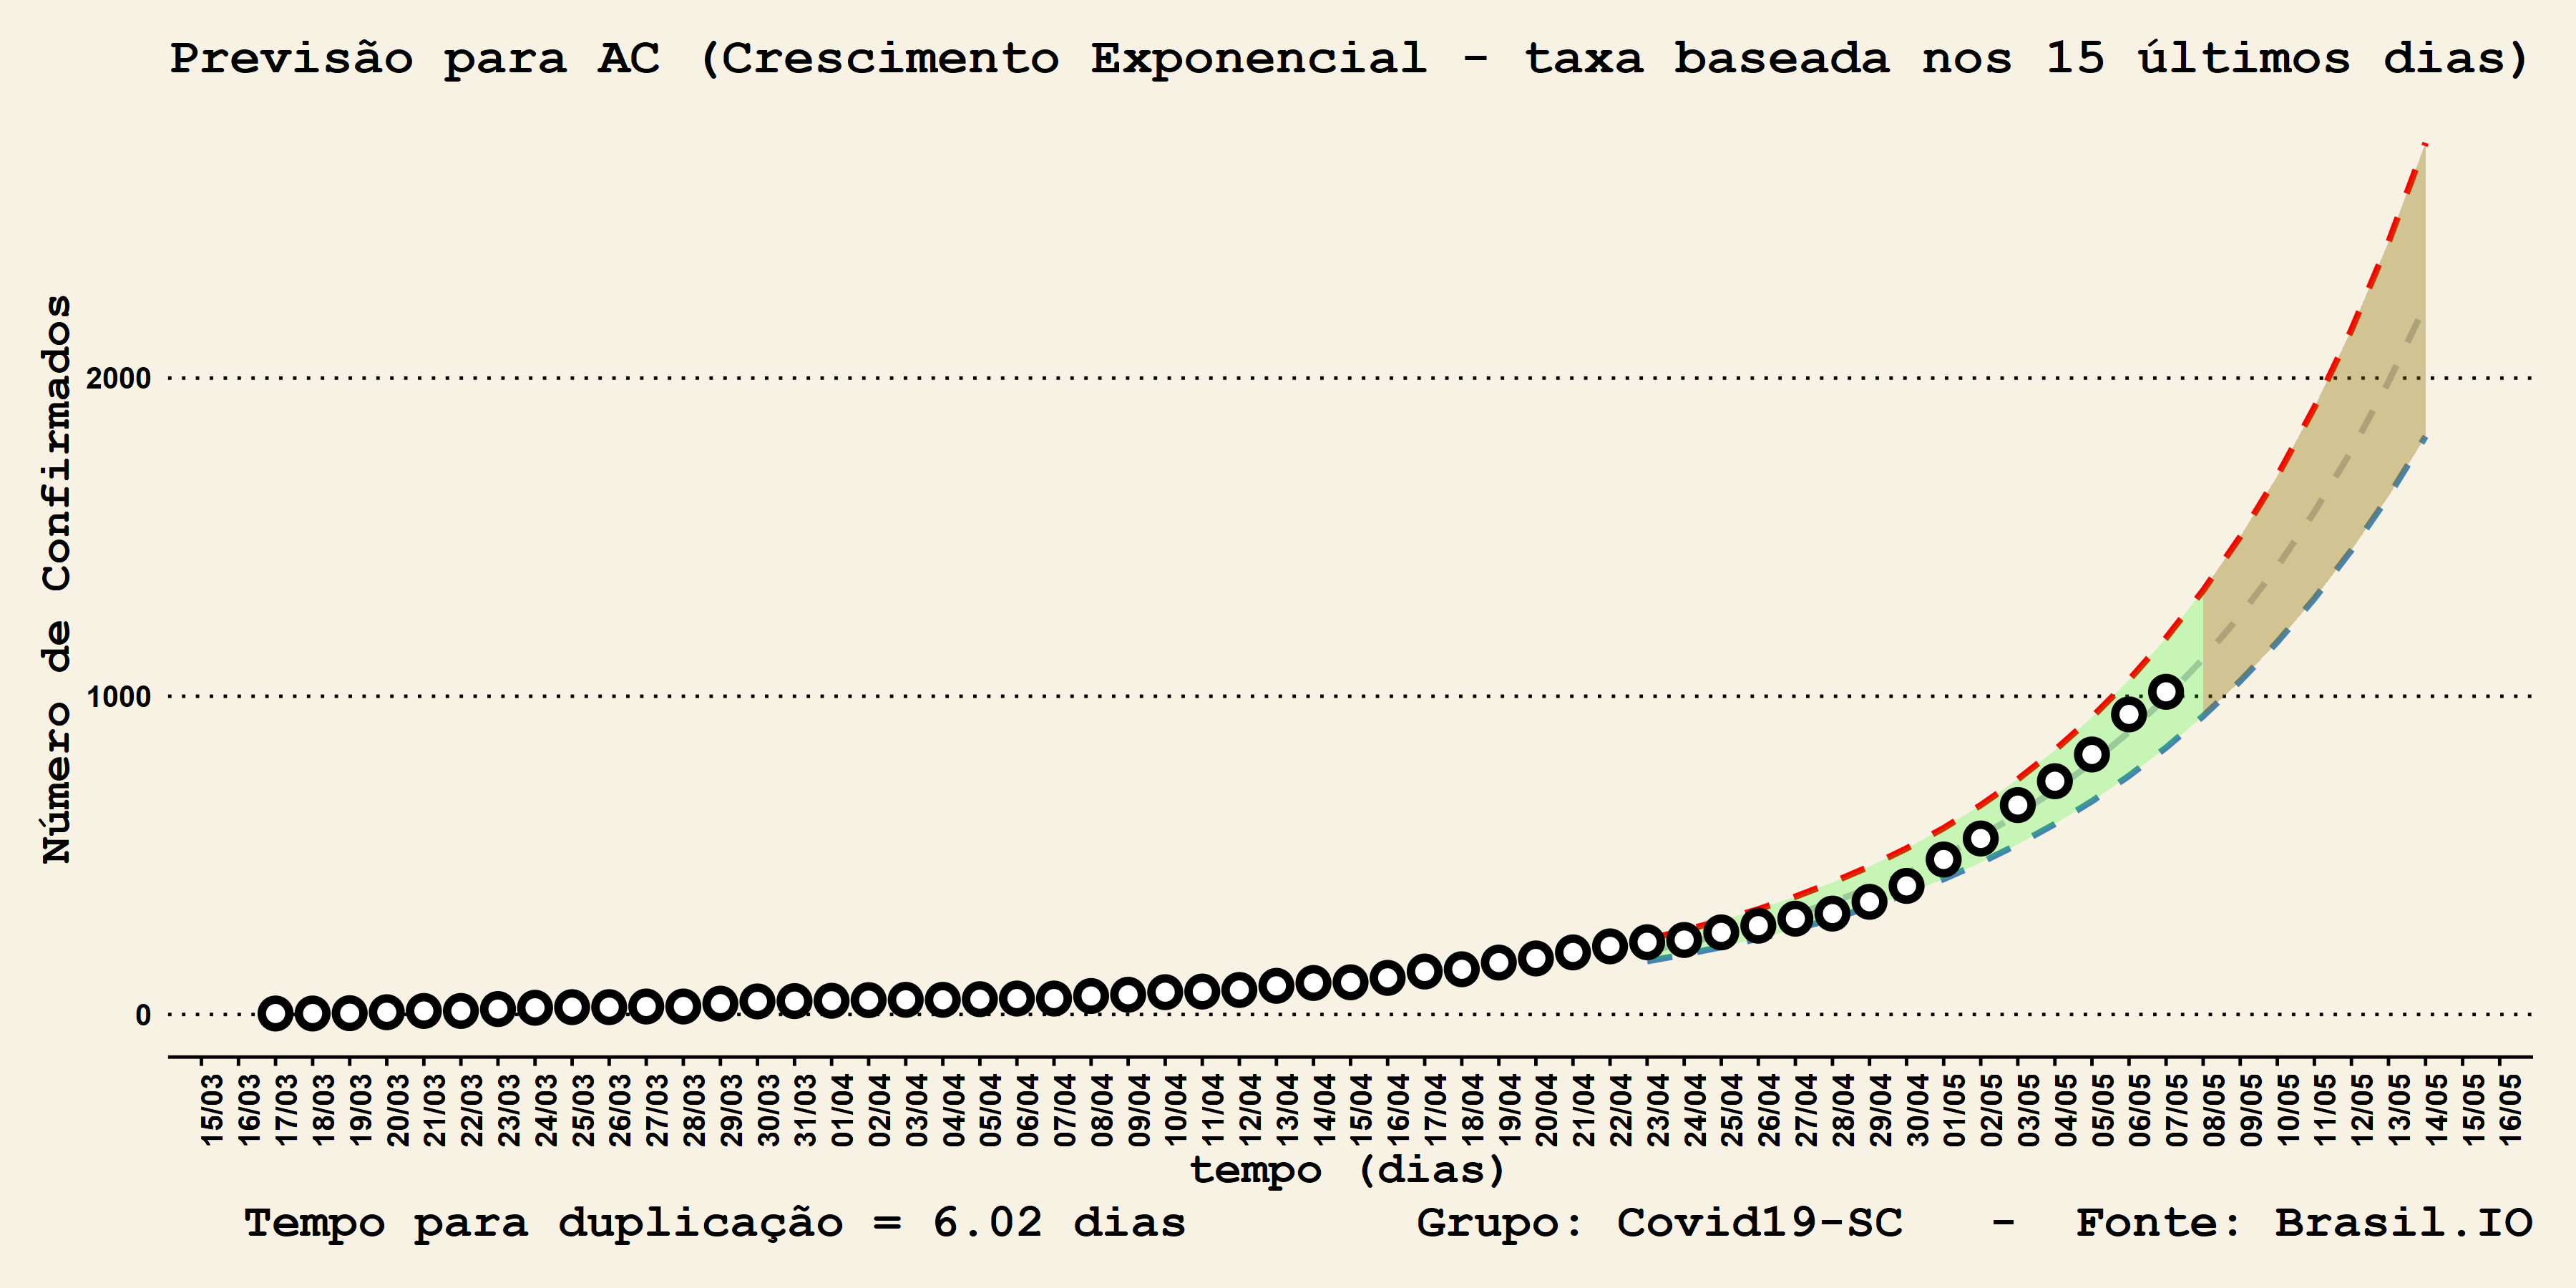 Previsão para AC (Crescimento Exponencial - taxa baseada nos 15 últimos dias)
Número de Confirmados
2000
1000
0
15/03 16/03 17/03 18/03 19/03 20/03 21/03 22/03 23/03 24/03 25/03 26/03 27/03 28/03 29/03 30/03 31/03 01/04 02/04 03/04 04/04 05/04 06/04 07/04 08/04 09/04 10/04 11/04 12/04 13/04 14/04 15/04 16/04 17/04 18/04 19/04 20/04 21/04 22/04 23/04 24/04 25/04 26/04 27/04 28/04 29/04 30/04 01/05 02/05 03/05 04/05 05/05 06/05 07/05 08/05 09/05 10/05 11/05 12/05 13/05 14/05 15/05 16/05
tempo (dias)
Tempo para duplicação = 6.02 dias Grupo: Covid19-SC - Fonte: Brasil.IO